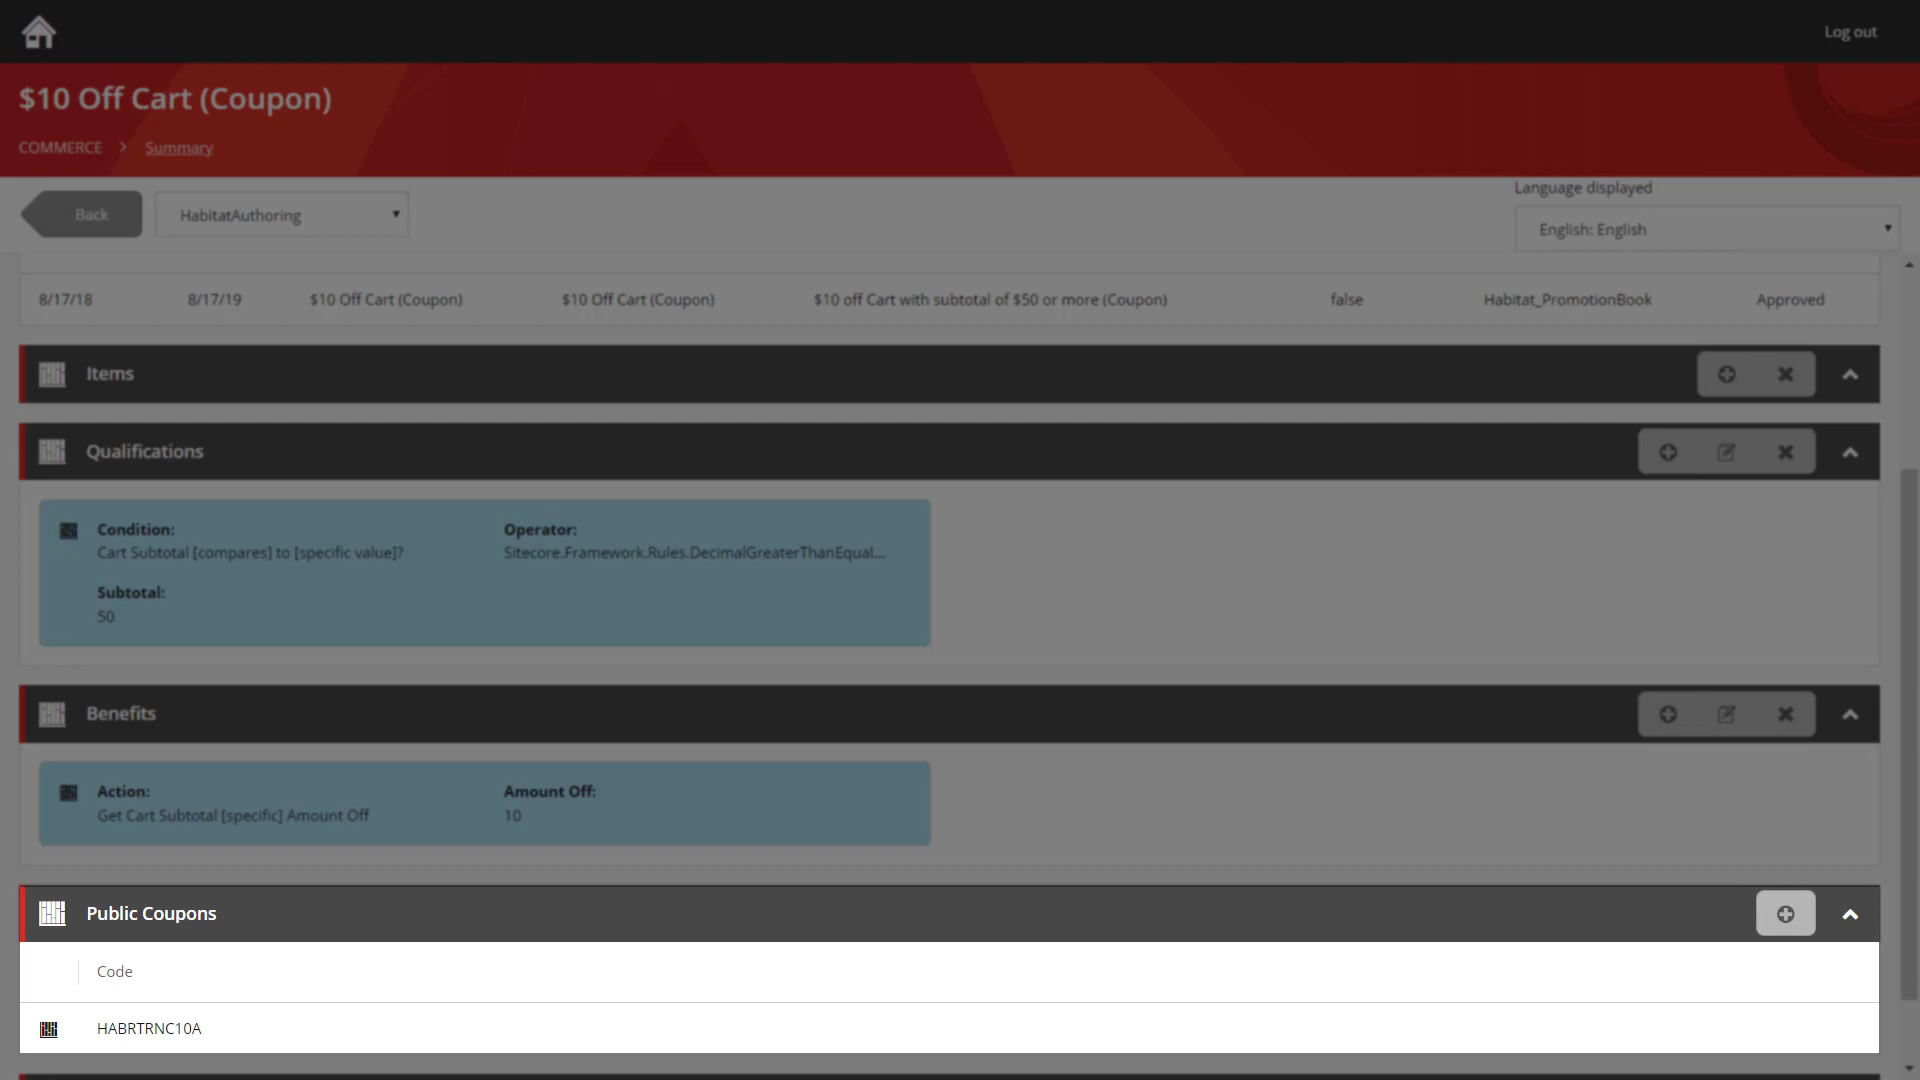 Log out
$10 Off Cart (Coupon)
COMMERCE > Summary
Back
HabitatAuthoring
Language displayed
English: English
8/17/18 8/17/19 $10 Off Cart (Coupon) $10 Off Cart (Coupon) $10 off Cart with subtotal of $50 or more (Coupon) false Habitat_PromotionBook Approved
Items
Qualifications
Condition: Operator:
Cart Subtotal [compares] to [specific value]? Sitecore.Framework.Rules.DecimalGreaterThanEqual...
Subtotal:
50
Benefits
Action: Amount Off:
Get Cart Subtotal [specific] Amount Off 10
Public Coupons
Code
HABRTRNC10A